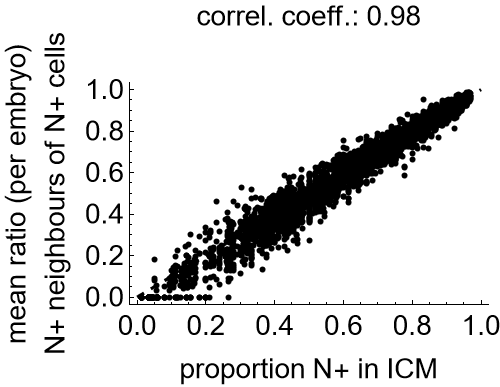 correl. coeff.: 0.98
mean ratio (per embryo)
N+ neighbours of N+ cells
1.0
0.8
0.6
0.4
0.2
0.0
0.0 0.2 0.4 0.6 0.8 1.0
proportion N+ in ICM